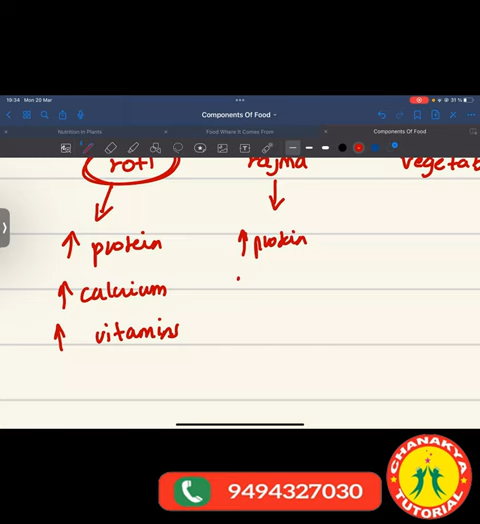 19:34 Mon 20 Mar
31 %
Components Of Food
Nutrition In Plants
Food Where It Comes From
Components Of Food
roti rajma vegetab
↑ protein ↑ protein
↑ calcium
↑ vitamins
9494327030
CHANAKYA
TUTORIAL